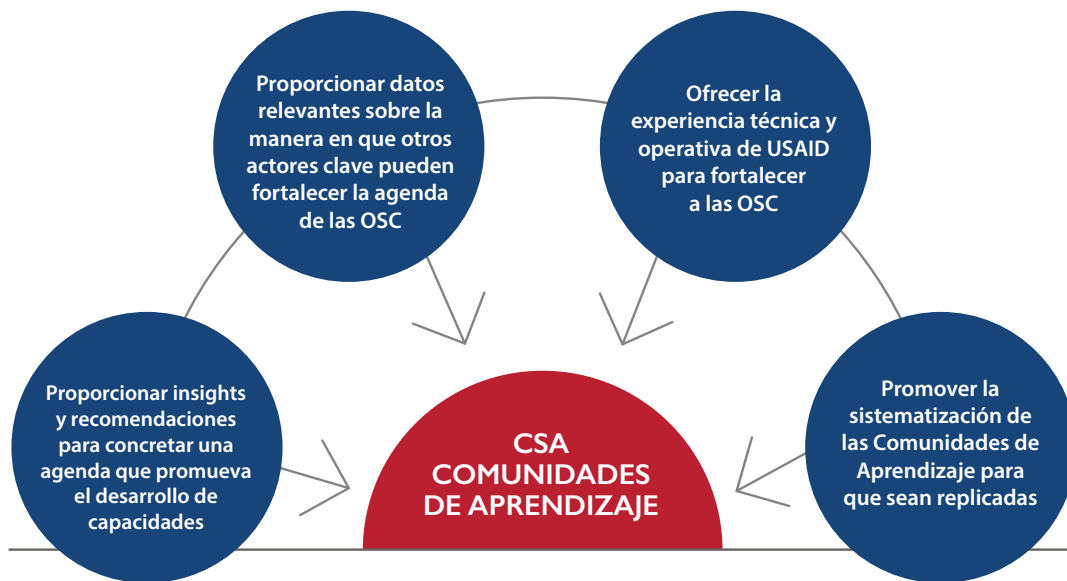 Proporcionar datos
relevantes sobre la
manera en que otros
actores clave pueden
fortalecer la agenda
de las OSC
Ofrecer la
experiencia técnica y
operativa de USAID
para fortalecer
a las OSC
Proporcionar insights
y recomendaciones
para concretar una
agenda que promueva
el desarrollo de
capacidades
CSA
COMUNIDADES
DE APRENDIZAJE
Promover la
sistematización de
las Comunidades de
Aprendizaje para
que sean replicadas